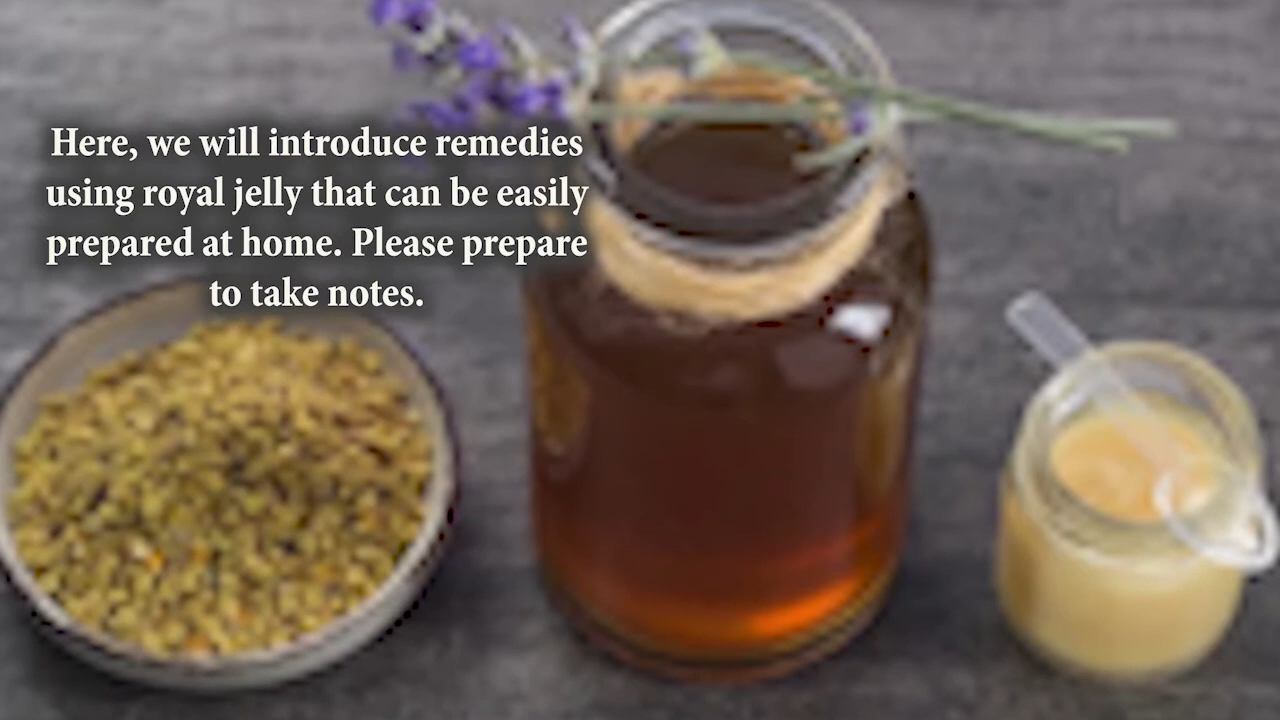 Here, we will introduce remedies
using royal jelly that can be easily
prepared at home. Please prepare
to take notes.